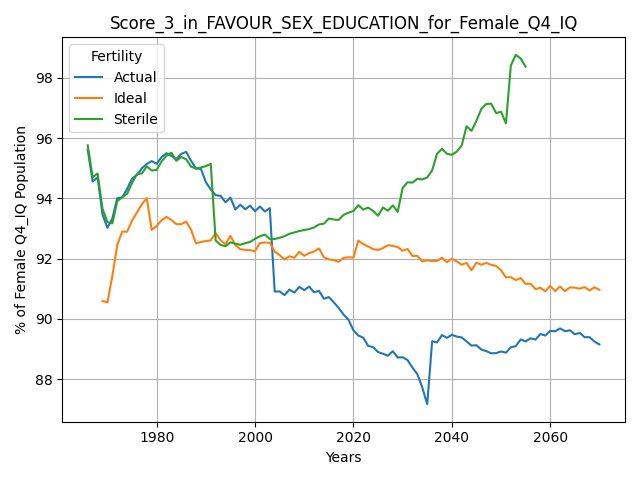 Score_3_in_FAVOUR_SEX_EDUCATION_for_Female_Q4_IQ
Fertility
Actual
Ideal
Sterile
% of Female Q4_IQ Population
98
96
94
92
90
88
1980
2000
2020
2040
2060
Years